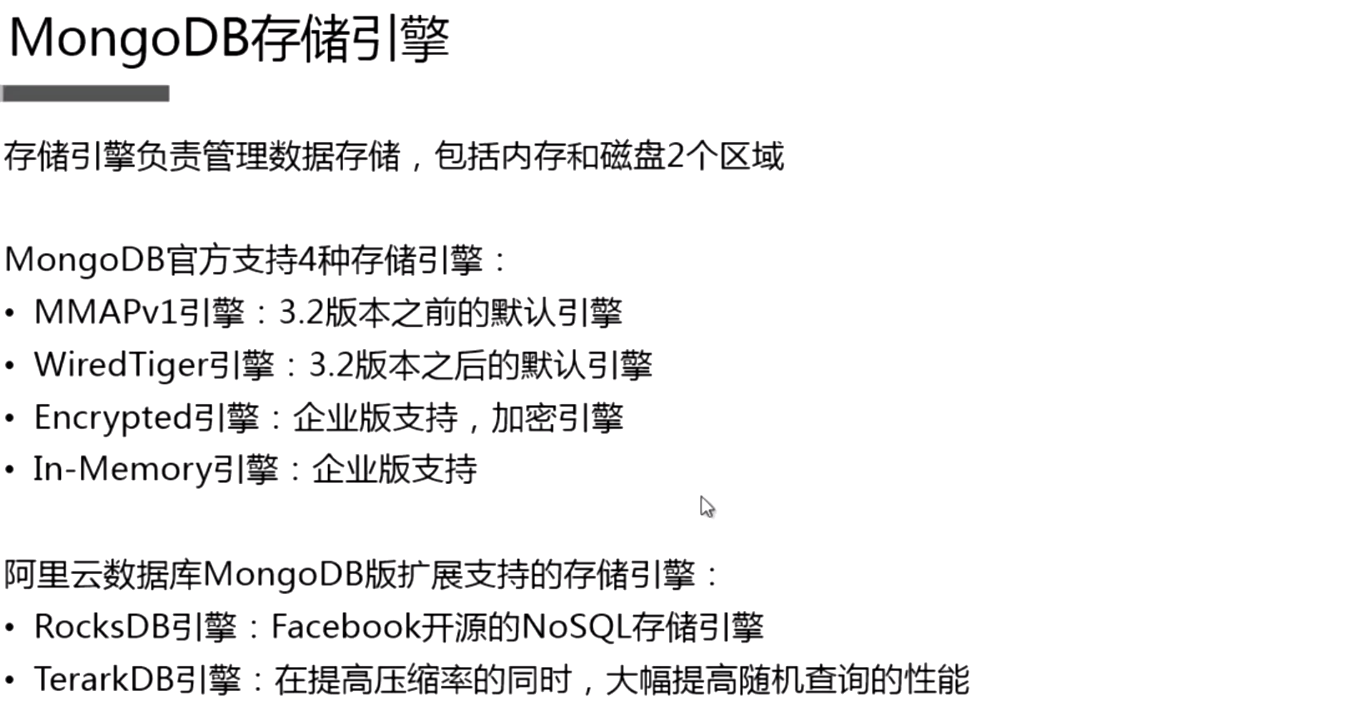 MongoDB存储引擎
存储引擎负责管理数据存储，包括内存和磁盘2个区域
MongoDB官方支持4种存储引擎：
• MMAPv1引擎：3.2版本之前的默认引擎
• WiredTiger引擎：3.2版本之后的默认引擎
• Encrypted引擎：企业版支持，加密引擎
• In-Memory引擎：企业版支持
阿里云数据库MongoDB版扩展支持的存储引擎：
• RocksDB引擎：Facebook开源的NoSQL存储引擎
• TerarkDB引擎：在提高压缩率的同时，大幅提高随机查询的性能